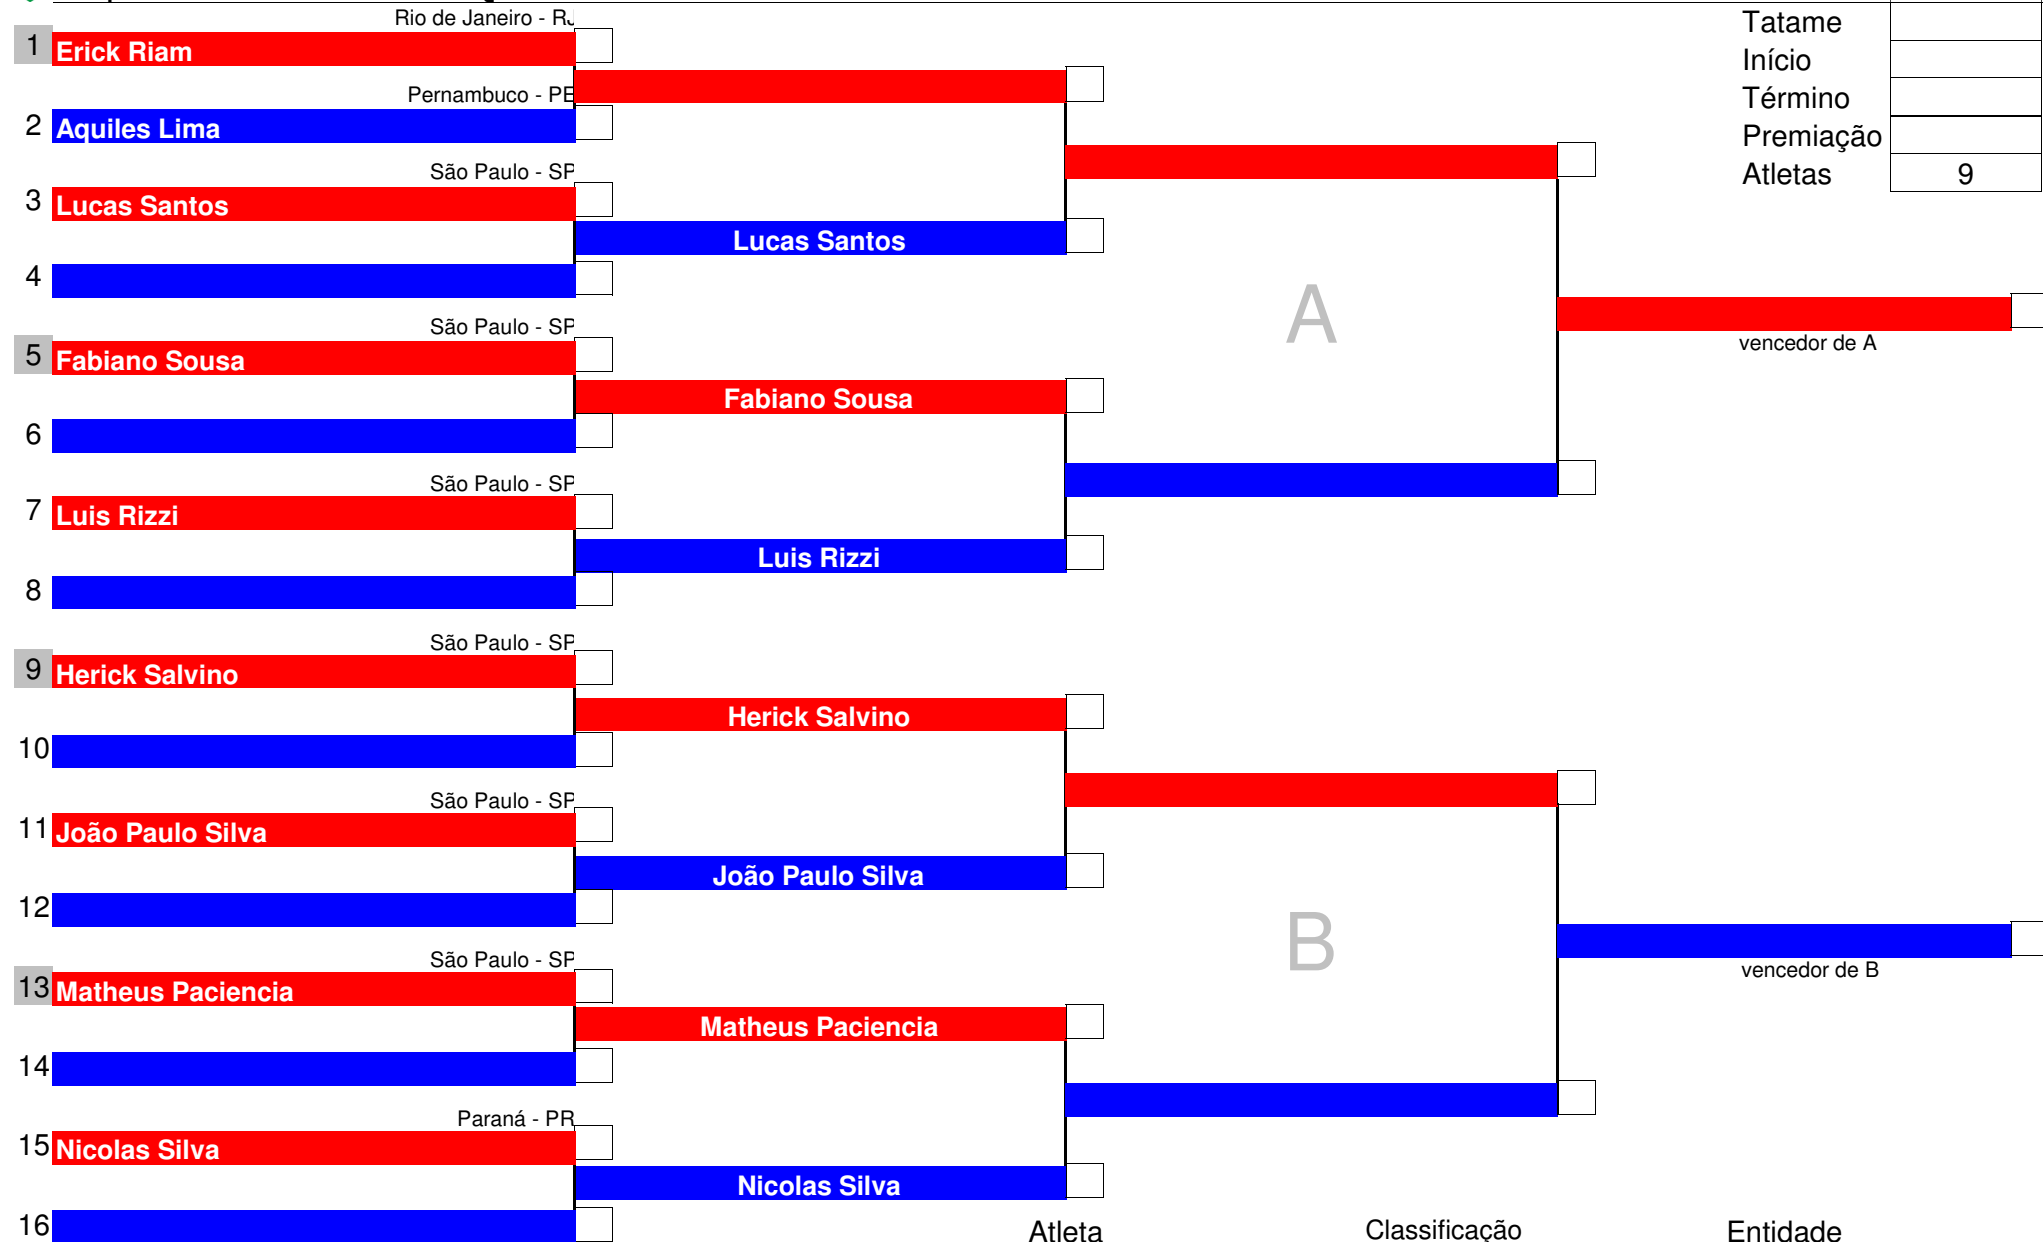 Rio de Janeiro - RJ
Tatame
1 Erick Riam
Início
Pernambuco - PE
Término
2 Aquiles Lima
Premiação
São Paulo - SP
Atletas 9
3 Lucas Santos
Lucas Santos
4
A
São Paulo - SP
vencedor de A
5 Fabiano Sousa
Fabiano Sousa
6
São Paulo - SP
7 Luis Rizzi
Luis Rizzi
8
São Paulo - SP
9 Herick Salvino
Herick Salvino
10
São Paulo - SP
11 João Paulo Silva
João Paulo Silva
12
B
São Paulo - SP
vencedor de B
13 Matheus Paciencia
Matheus Paciencia
14
Paraná - PR
15 Nicolas Silva
Nicolas Silva
16
Atleta Classificação Entidade